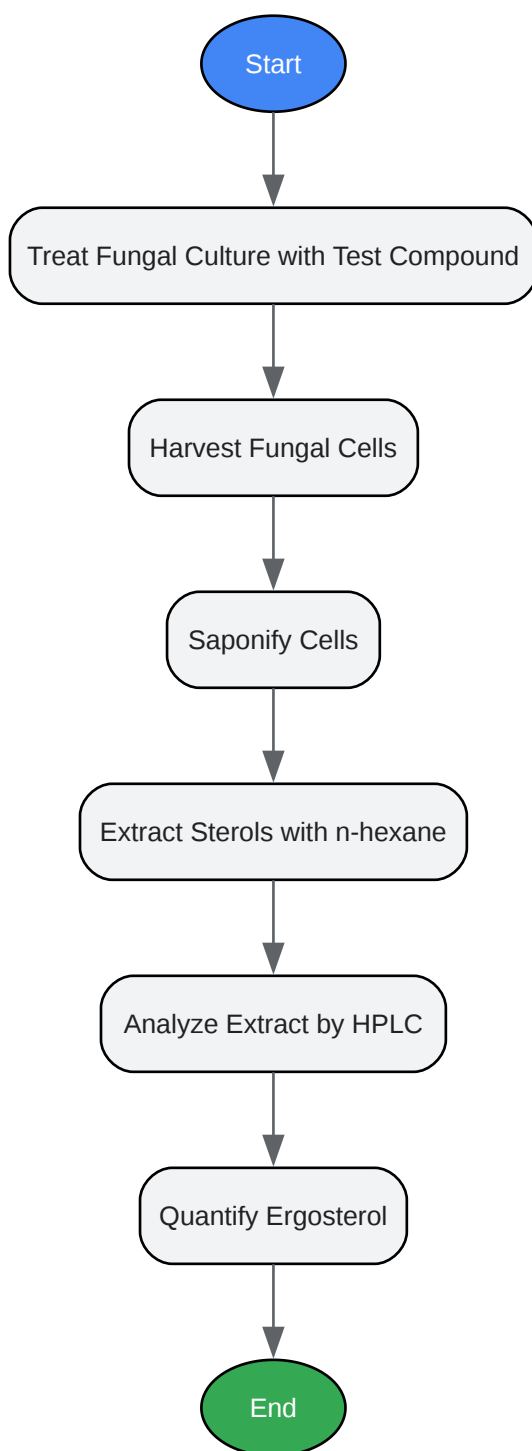 Start
Treat Fungal Culture with Test Compound
Harvest Fungal Cells
Saponify Cells
Extract Sterols with n-hexane
Analyze Extract by HPLC
Quantify Ergosterol
End